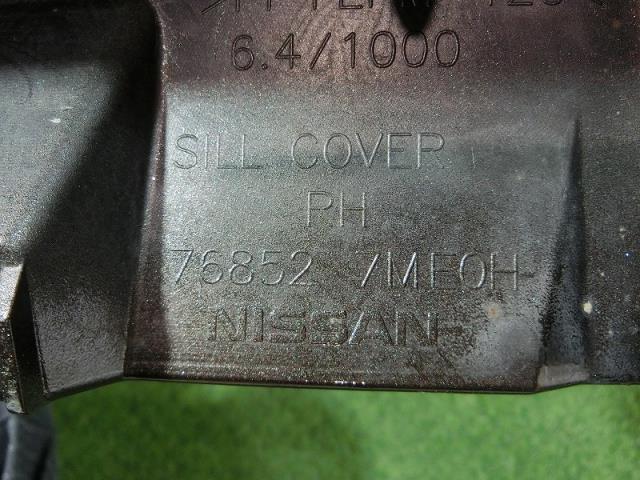 6.4/1000
SILL COVER
PH
76852 7ME0H
NISSAN